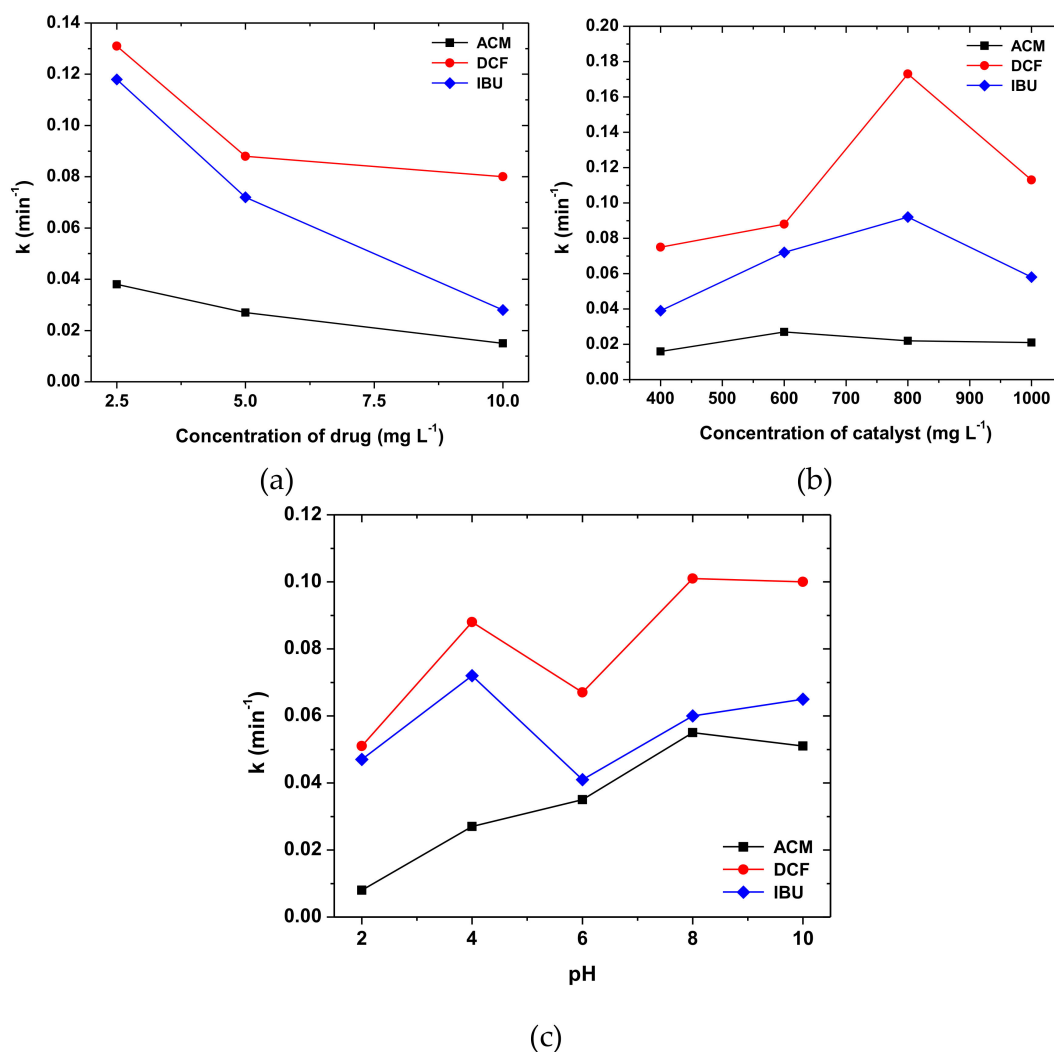 0.14
0.12
0.10
0.08
0.06
0.04
0.02
0.00
k (min⁻¹)
ACM
DCF
IBU
2.5 5.0 7.5 10.0
Concentration of drug (mg L⁻¹)
(a)
0.20
0.18
0.16
0.14
0.12
0.10
0.08
0.06
0.04
0.02
0.00
k (min⁻¹)
ACM
DCF
IBU
400 500 600 700 800 900 1000
Concentration of catalyst (mg L⁻¹)
(b)
0.12
0.10
0.08
0.06
0.04
0.02
0.00
k (min⁻¹)
ACM
DCF
IBU
2 4 6 8 10
pH
(c)